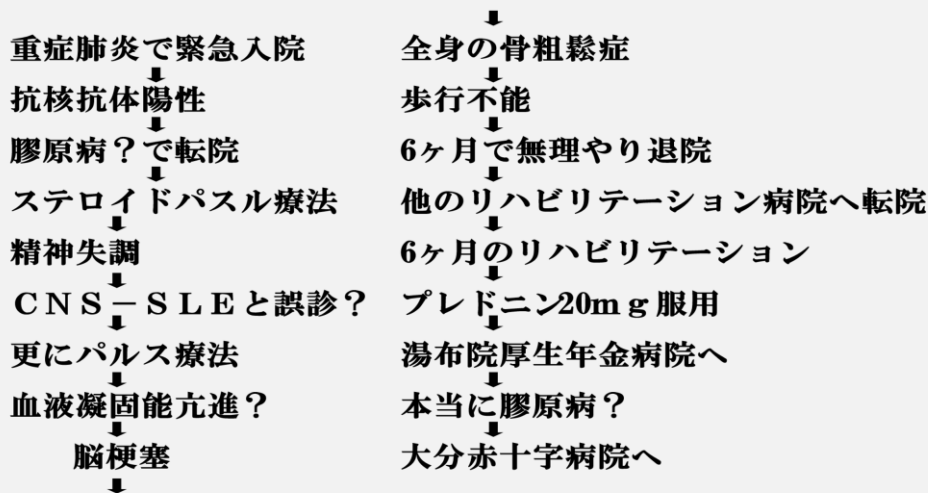 重症肺炎で緊急入院
抗核抗体陽性
膠原病？で転院
ステロイドパスル療法
精神失調
ＣＮＳ－ＳＬＥと誤診？
更にパルス療法
血液凝固能亢進？
脳梗塞
全身の骨粗鬆症
歩行不能
6ヶ月で無理やり退院
他のリハビリテーション病院へ転院
6ヶ月のリハビリテーション
プレドニン20mｇ服用
湯布院厚生年金病院へ
本当に膠原病？
大分赤十字病院へ